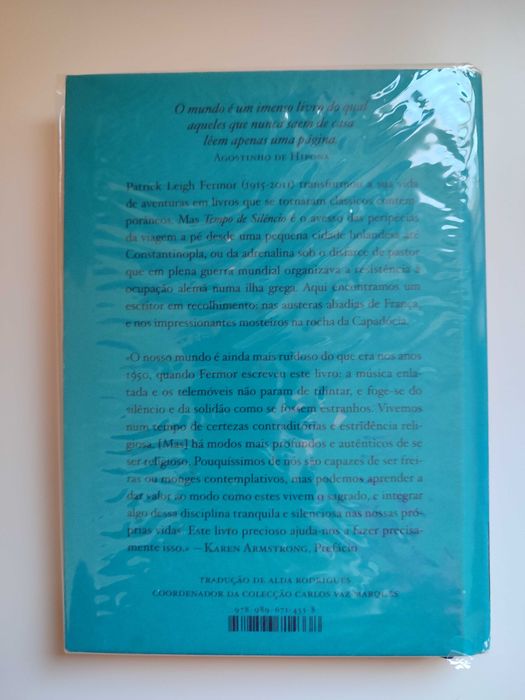 O mundo é um imenso livro do qual
aqueles que nunca saem de casa
lêem apenas uma página.
Agostinho de Hipona
Patrick Leigh Fermor (1915-2011) transformou a sua vida
de aventuras em livros que se tornaram clássicos contem-
porâneos. Mas Tempo de Silêncio é o avesso das peripécias
da viagem a pé desde uma pequena cidade holandesa até
Constantinopla, ou da adrenalina sob o disfarce de pastor
que em plena guerra mundial organizava a resistência à
ocupação alemã numa ilha grega. Aqui encontramos um
escritor em recolhimento: nas austeras abadias de França,
e nos impressionantes mosteiros na rocha da Capadócia.
«O nosso mundo é ainda mais ruidoso do que era nos anos
1950, quando Fermor escreveu este livro: a música enla-
tada e os telemóveis não param de tilintar, e foge-se do
silêncio e da solidão como se fossem estranhos. Vivemos
num tempo de certezas contraditórias e estridência reli-
giosa. [Mas] há modos mais profundos e autênticos de se
ser religioso. Pouquíssimos de nós são capazes de ser frei-
ras ou monges contemplativos, mas podemos aprender a
dar valor ao modo como estes vivem o sagrado, e integrar
algo dessa disciplina tranquila e silenciosa nas nossas pró-
prias vidas. Este livro precioso ajuda-nos a fazer precisa-
mente isso.» — Karen Armstrong, Prefácio
TRADUÇÃO DE ALDA RODRIGUES
COORDENADOR DA COLECÇÃO CARLOS VAZ MARQUES
978-989-671-453-8